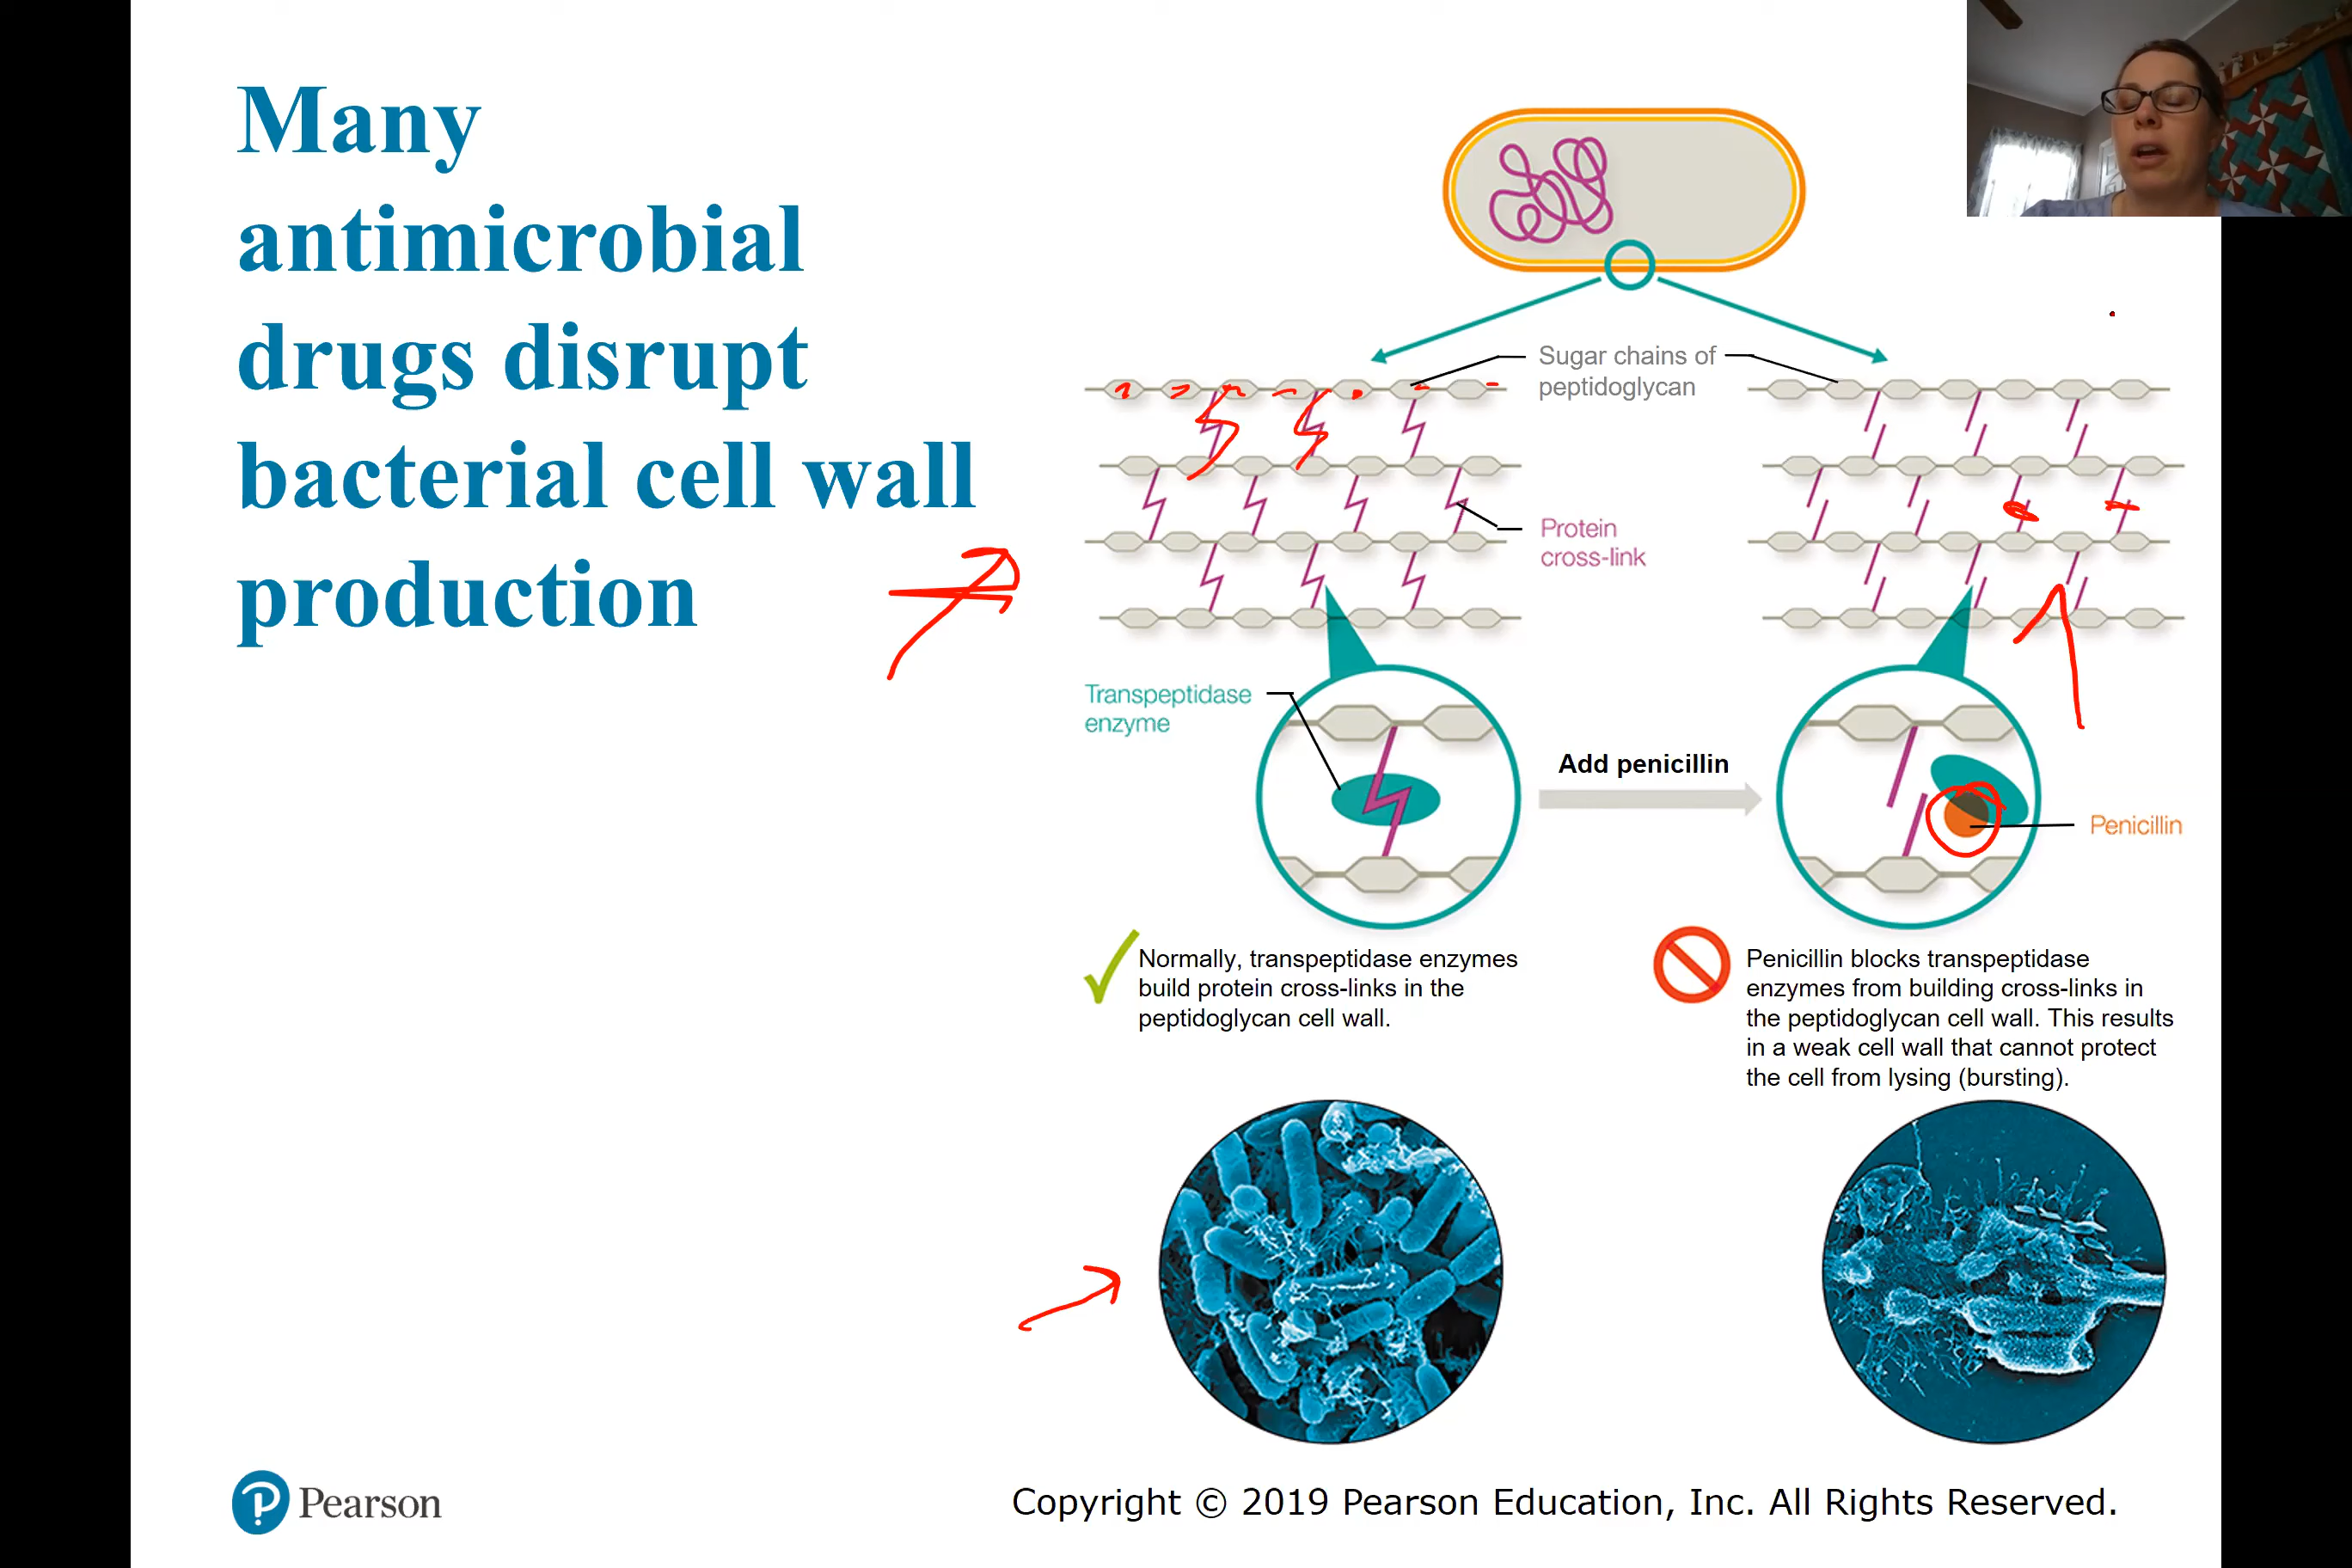 Many
antimicrobial
drugs disrupt
bacterial cell wall
production
Sugar chains of
peptidoglycan
Protein
cross-link
Transpeptidase
enzyme
Add penicillin
Penicillin
Normally, transpeptidase enzymes
build protein cross-links in the
peptidoglycan cell wall.
Penicillin blocks transpeptidase
enzymes from building cross-links in
the peptidoglycan cell wall. This results
in a weak cell wall that cannot protect
the cell from lysing (bursting).
Pearson
Copyright © 2019 Pearson Education, Inc. All Rights Reserved.